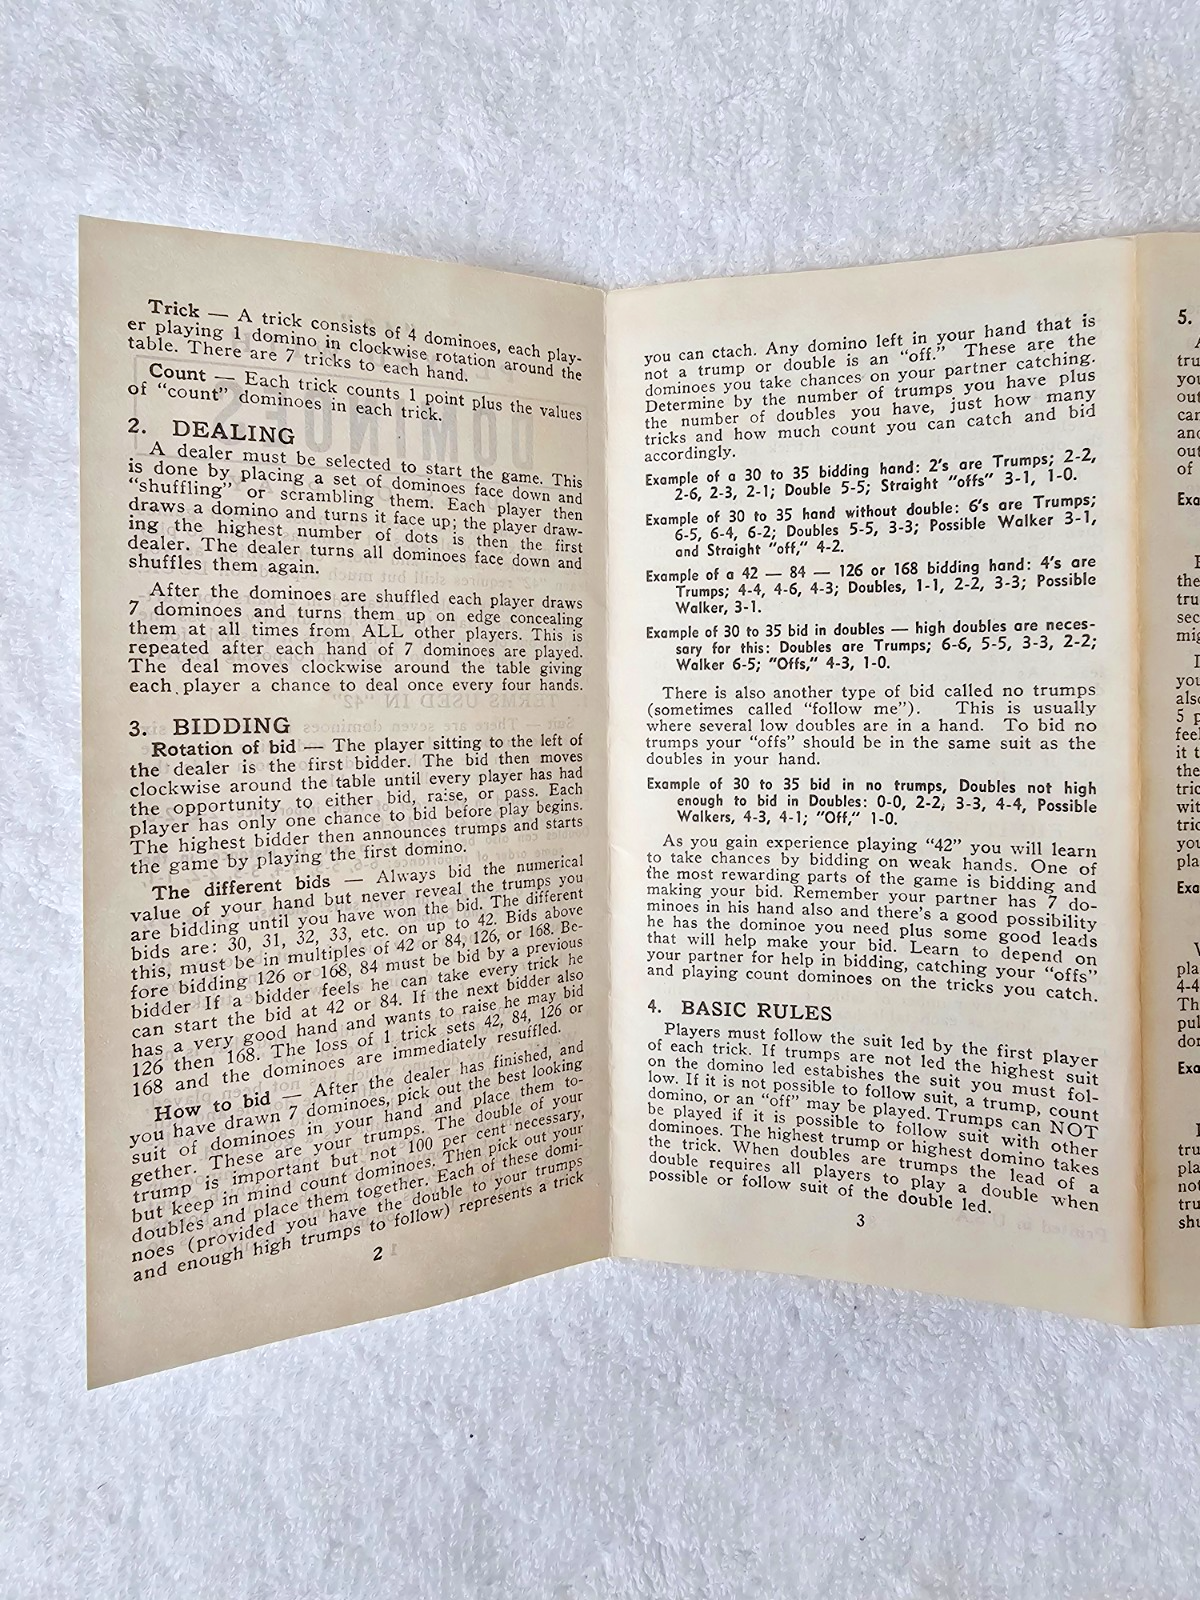 Trick — A trick consists of 4 dominoes, each play-
er playing 1 domino in clockwise rotation around the
table. There are 7 tricks to each hand.
Count — Each trick counts 1 point plus the values
of "count" dominoes in each trick.
2. DEALING
A dealer must be selected to start the game. This
is done by placing a set of dominoes face down and
"shuffling" or scrambling them. Each player then
draws a domino and turns it face up; the player draw-
ing the highest number of dots is then the first
dealer. The dealer turns all dominoes face down and
shuffles them again.
After the dominoes are shuffled each player draws
7 dominoes and turns them up on edge concealing
them at all times from ALL other players. This is
repeated after each hand of 7 dominoes are played.
The deal moves clockwise around the table giving
each player a chance to deal once every four hands.
3. BIDDING
Rotation of bid — The player sitting to the left of
the dealer is the first bidder. The bid then moves
clockwise around the table until every player has had
the opportunity to either bid, raise, or pass. Each
player has only one chance to bid before play begins.
The highest bidder then announces trumps and starts
the game by playing the first domino.
The different bids — Always bid the numerical
value of your hand but never reveal the trumps you
are bidding until you have won the bid. The different
bids are: 30, 31, 32, 33, etc. on up to 42. Bids above
this, must be in multiples of 42 or 84, 126, or 168. Be-
fore bidding 126 or 168, 84 must be bid by a previous
bidder If a bidder feels he can take every trick he
can start the bid at 42 or 84. If the next bidder also
has a very good hand and wants to raise he may bid
126 then 168. The loss of 1 trick sets 42, 84, 126 or
168 and the dominoes are immediately resuffled.
How to bid — After the dealer has finished, and
you have drawn 7 dominoes, pick out the best looking
suit of dominoes in your hand and place them to-
gether. These are your trumps. The double of your
trump is important but not 100 per cent necessary,
but keep in mind count dominoes. Then pick out your
doubles and place them together. Each of these domi-
noes (provided you have the double to your trumps
and enough high trumps to follow) represents a trick
2
you can ctach. Any domino left in your hand that is
not a trump or double is an "off." These are the
dominoes you take chances on your partner catching.
Determine by the number of trumps you have plus
the number of doubles you have, just how many
tricks and how much count you can catch and bid
accordingly.
Example of a 30 to 35 bidding hand: 2's are Trumps; 2-2,
2-6, 2-3, 2-1; Double 5-5; Straight "offs" 3-1, 1-0.
Example of 30 to 35 hand without double: 6's are Trumps;
6-5, 6-4, 6-2; Doubles 5-5, 3-3; Possible Walker 3-1,
and Straight "off," 4-2.
Example of a 42 — 84 — 126 or 168 bidding hand: 4's are
Trumps; 4-4, 4-6, 4-3; Doubles, 1-1, 2-2, 3-3; Possible
Walker, 3-1.
Example of 30 to 35 bid in doubles — high doubles are neces-
sary for this: Doubles are Trumps; 6-6, 5-5, 3-3, 2-2;
Walker 6-5; "Offs," 4-3, 1-0.
There is also another type of bid called no trumps
(sometimes called "follow me"). This is usually
where several low doubles are in a hand. To bid no
trumps your "offs" should be in the same suit as the
doubles in your hand.
Example of 30 to 35 bid in no trumps, Doubles not high
enough to bid in Doubles: 0-0, 2-2, 3-3, 4-4, Possible
Walkers, 4-3, 4-1; "Off," 1-0.
As you gain experience playing "42" you will learn
to take chances by bidding on weak hands. One of
the most rewarding parts of the game is bidding and
making your bid. Remember your partner has 7 do-
minoes in his hand also and there's a good possibility
he has the dominoe you need plus some good leads
that will help make your bid. Learn to depend on
your partner for help in bidding, catching your "offs"
and playing count dominoes on the tricks you catch.
4. BASIC RULES
Players must follow the suit led by the first player
of each trick. If trumps are not led the highest suit
on the domino led estabishes the suit you must fol-
low. If it is not possible to follow suit, a trump, count
domino, or an "off" may be played. Trumps can NOT
be played if it is possible to follow suit with other
dominoes. The highest trump or highest domino takes
the trick. When doubles are trumps the lead of a
double requires all players to play a double when
possible or follow suit of the double led.
3
5.